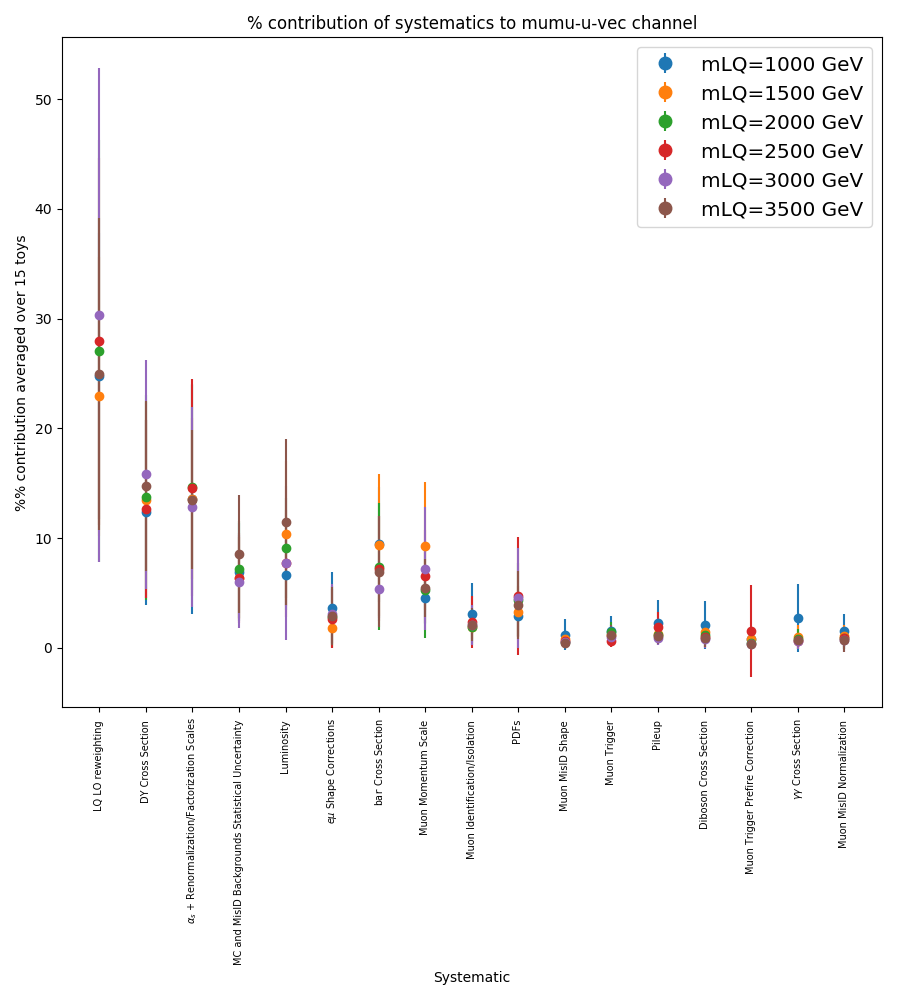 % contribution of systematics to mumu-u-vec channel
mLQ=1000 GeV
mLQ=1500 GeV
mLQ=2000 GeV
mLQ=2500 GeV
mLQ=3000 GeV
mLQ=3500 GeV
%% contribution averaged over 15 toys
50
40
30
20
10
0
LQ LO reweighting
DY Cross Section
αs + Renormalization/Factorization Scales
MC and MisID Backgrounds Statistical Uncertainty
Luminosity
eμ Shape Corrections
bar Cross Section
Muon Momentum Scale
Muon Identification/Isolation
PDFs
Muon MisID Shape
Muon Trigger
Pileup
Diboson Cross Section
Muon Trigger Prefire Correction
γγ Cross Section
Muon MisID Normalization
Systematic